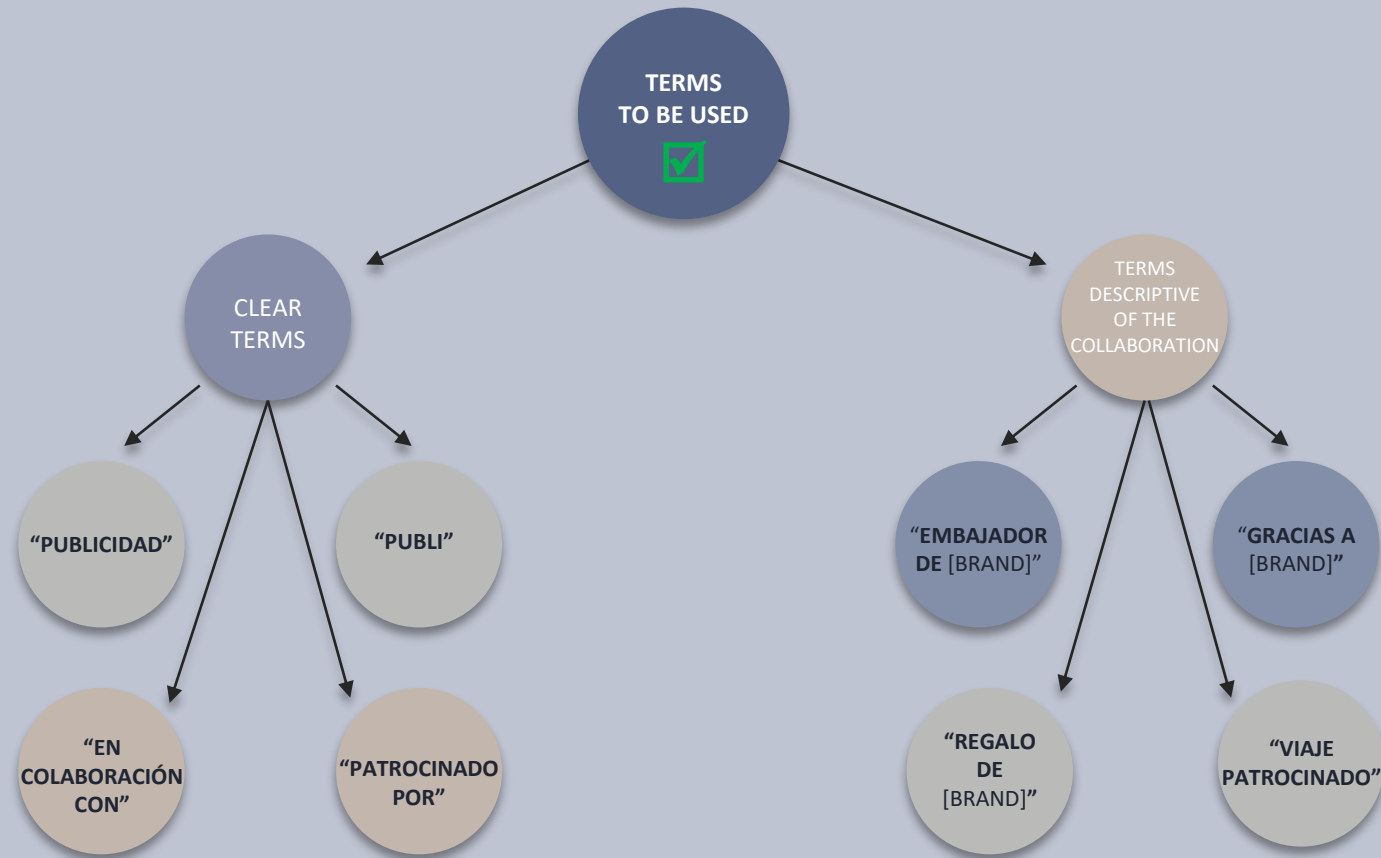 TERMS
TO BE USED
CLEAR
TERMS
TERMS
DESCRIPTIVE
OF THE
COLLABORATION
“PUBLICIDAD”
“PUBLI”
“EN
COLABORACIÓN
CON”
“PATROCINADO
POR”
“EMBAJADOR
DE [BRAND]”
“GRACIAS A
[BRAND]”
“REGALO
DE
[BRAND]”
“VIAJE
PATROCINADO”